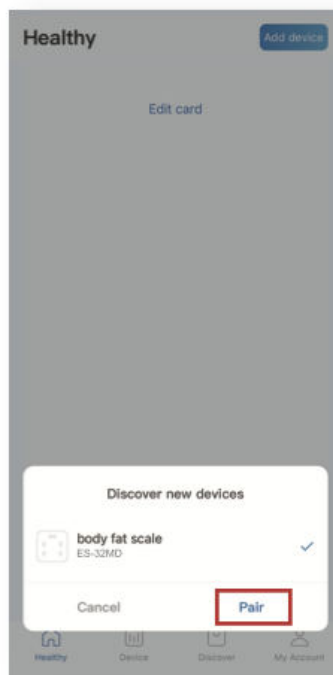 Healthy
Add device
Edit card
Discover new devices
body fat scale
ES-32MD
Cancel
Pair
Healthy
Device
Discover
My Account